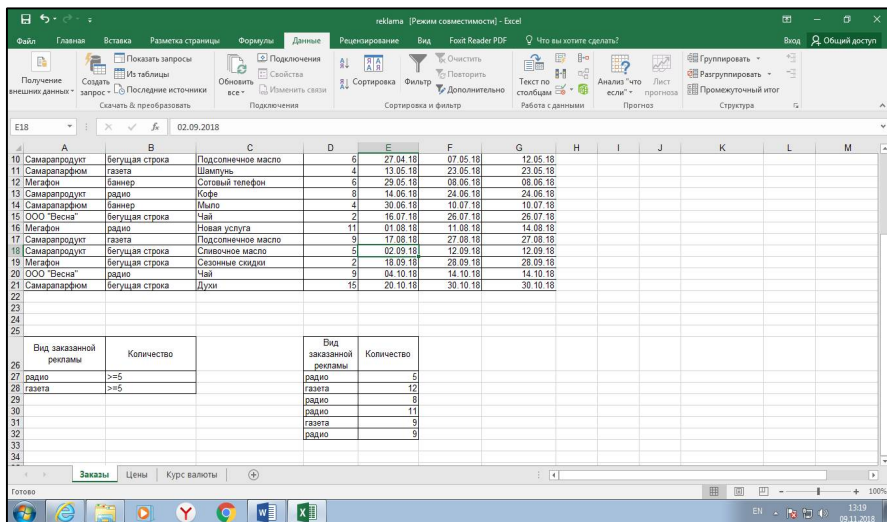 reklama [Режим совместимости] - Excel
Файл Главная Вставка Разметка страницы Формулы Данные Рецензирование Вид Foxit Reader PDF Что вы хотите сделать? Вход Общий доступ
Получение внешних данных
Создать запрос
Показать запросы
Из таблицы
Последние источники
Скачать & преобразовать
Обновить все
Подключения
Свойства
Изменить связи
Подключения
Сортировка
Фильтр
Очистить
Повторить
Дополнительно
Сортировка и фильтр
Текст по столбцам
Работа с данными
Анализ "что если"
Лист прогноза
Прогноз
Группировать
Разгруппировать
Промежуточный итог
Структура
E18 fx 02.09.2018
A B C D E F G H I J K L M
10 Самарапродукт бегущая строка Подсолнечное масло 6 27.04.18 07.05.18 12.05.18
11 Самарапарфюм газета Шампунь 4 13.05.18 23.05.18 23.05.18
12 Мегафон баннер Сотовый телефон 6 29.05.18 08.06.18 08.06.18
13 Самарапродукт радио Кофе 8 14.06.18 24.06.18 24.06.18
14 Самарапарфюм баннер Мыло 4 30.06.18 10.07.18 10.07.18
15 ООО "Весна" бегущая строка Чай 2 16.07.18 26.07.18 26.07.18
16 Мегафон радио Новая услуга 11 01.08.18 11.08.18 14.08.18
17 Самарапродукт газета Подсолнечное масло 9 17.08.18 27.08.18 27.08.18
18 Самарапродукт бегущая строка Сливочное масло 5 02.09.18 12.09.18 12.09.18
19 Мегафон бегущая строка Сезонные скидки 2 18.09.18 28.09.18 28.09.18
20 ООО "Весна" радио Чай 9 04.10.18 14.10.18 14.10.18
21 Самарапарфюм бегущая строка Духи 15 20.10.18 30.10.18 30.10.18
22
23
24
25
26 Вид заказанной рекламы Количество Вид заказанной рекламы Количество
27 радио >=5 радио 5
28 газета >=5 газета 12
29 радио 8
30 радио 11
31 газета 9
32 радио 9
33
34
Заказы Цены Курс валюты
Готово 100%
EN 13:19
09.11.2018